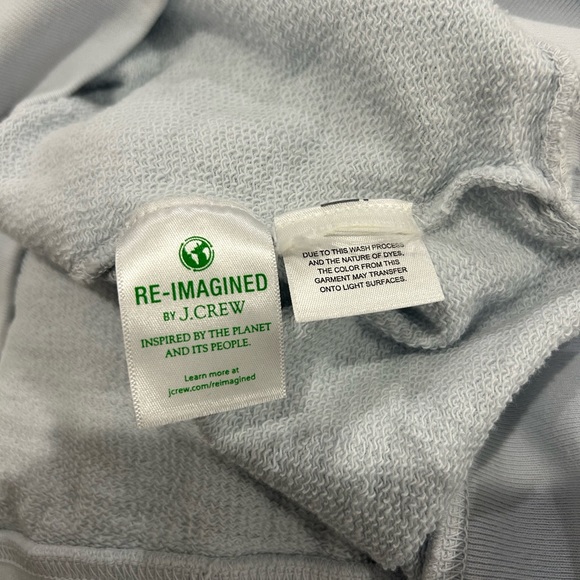 RE-IMAGINED
BY J.CREW
INSPIRED BY THE PLANET
AND ITS PEOPLE.
Learn more at
jcrew.com/reimagined
DUE TO THIS WASH PROCESS
AND THE NATURE OF DYES,
THE COLOR FROM THIS
GARMENT MAY TRANSFER
ONTO LIGHT SURFACES.